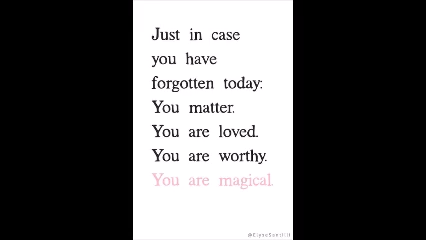 Just in case
you have
forgotten today:
You matter.
You are loved.
You are worthy.
You are magical.